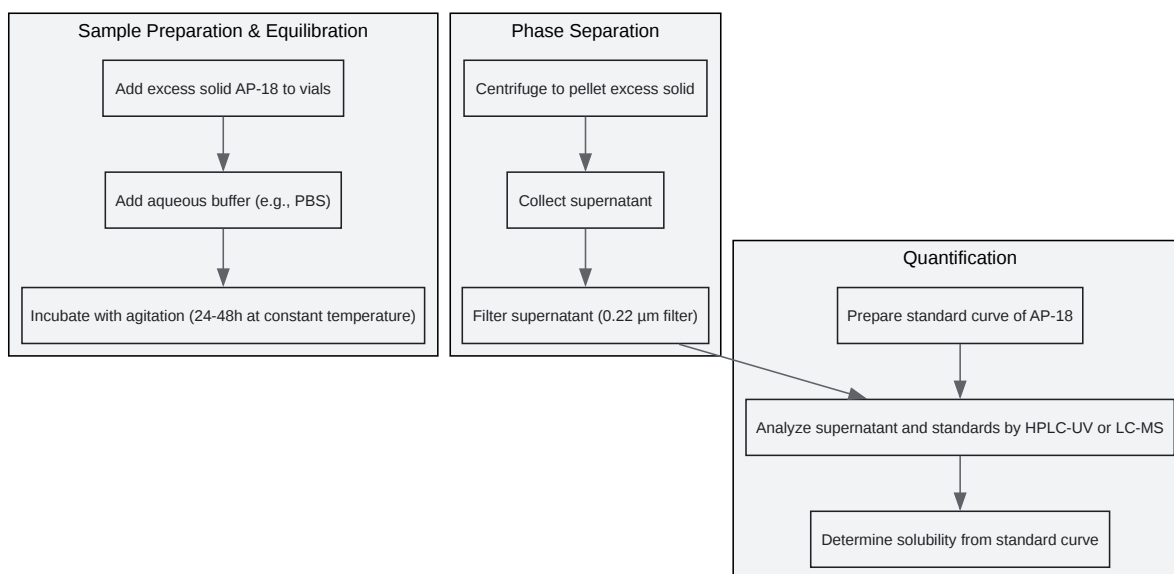 Sample Preparation & Equilibration
Add excess solid AP-18 to vials
Add aqueous buffer (e.g., PBS)
Incubate with agitation (24-48h at constant temperature)
Phase Separation
Centrifuge to pellet excess solid
Collect supernatant
Filter supernatant (0.22 µm filter)
Quantification
Prepare standard curve of AP-18
Analyze supernatant and standards by HPLC-UV or LC-MS
Determine solubility from standard curve